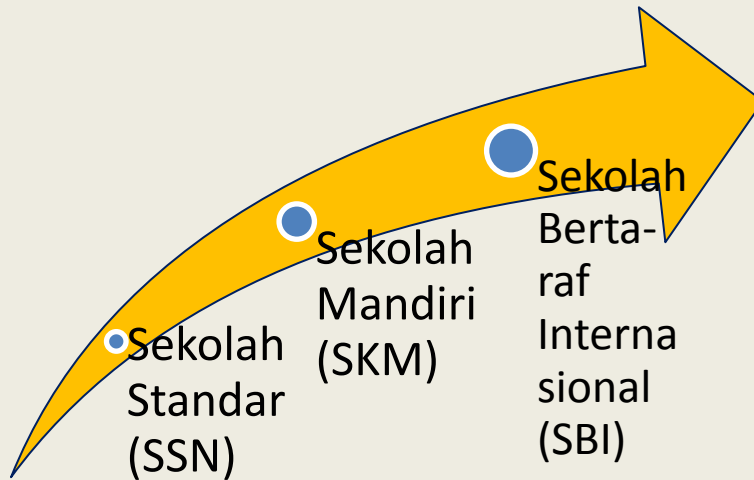 Sekolah
Standar
(SSN)
Sekolah
Mandiri
(SKM)
Sekolah
Berta-
raf
Interna
sional
(SBI)